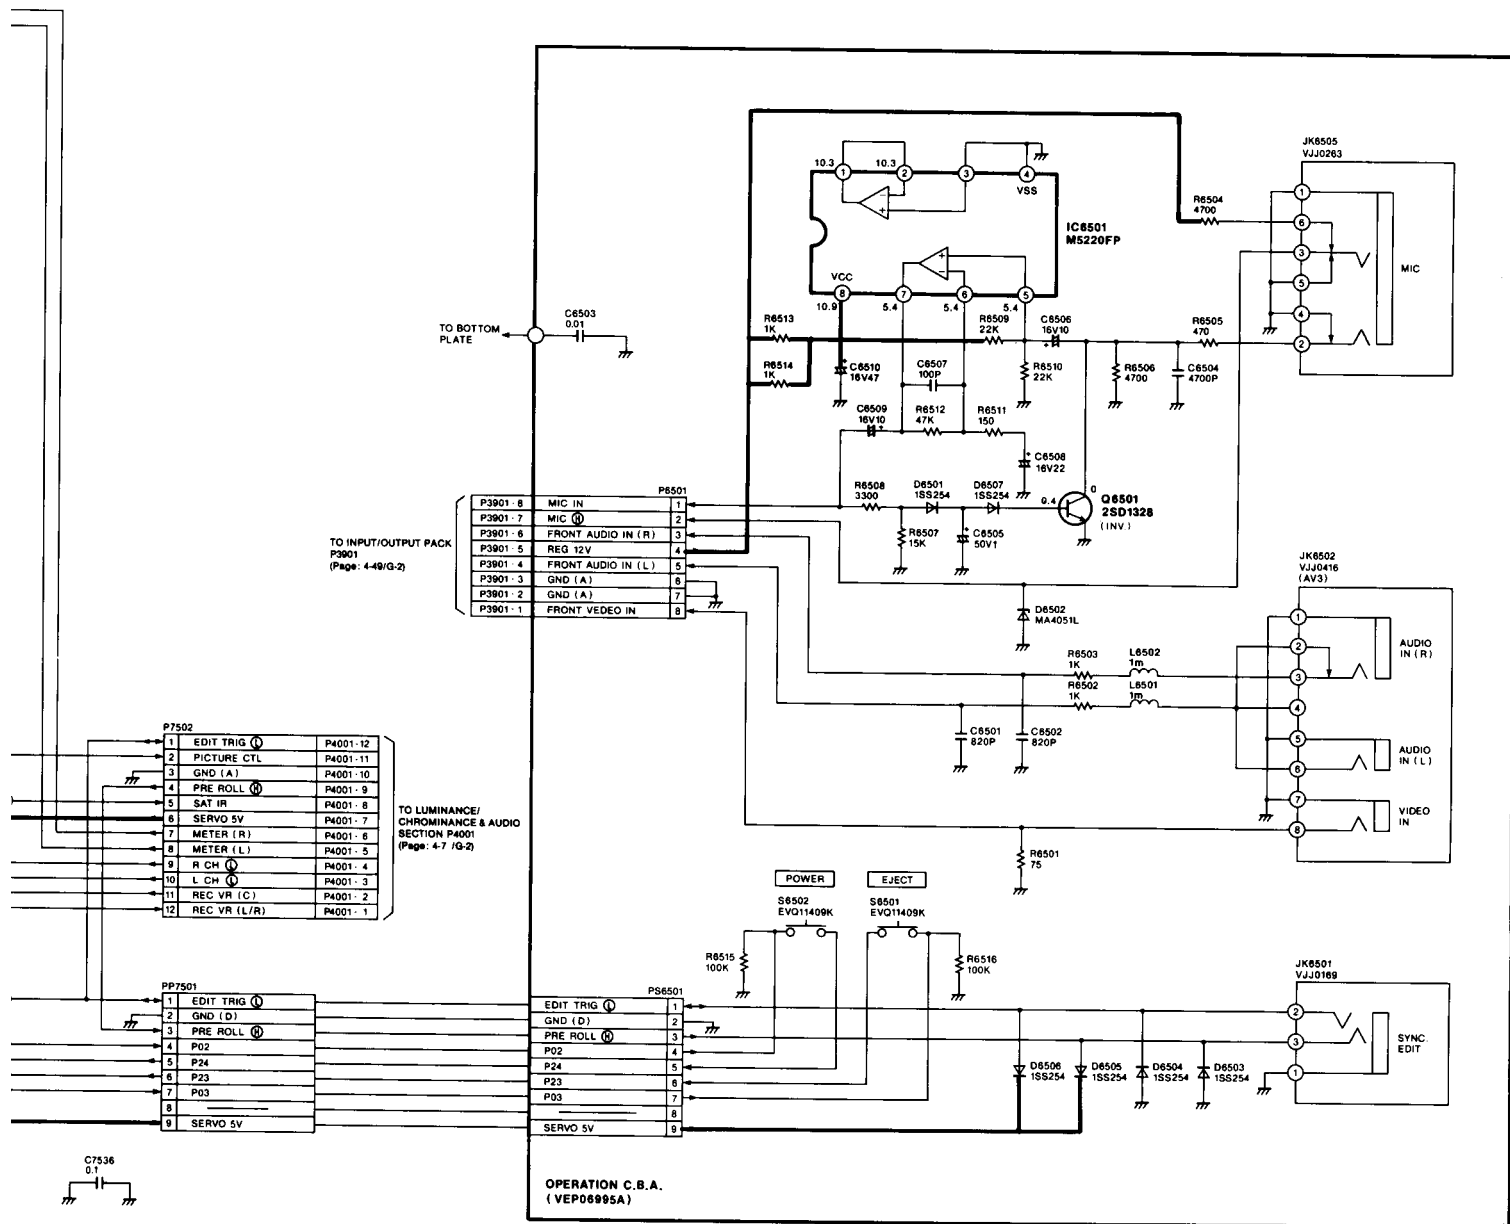 JK6505
VJJ0263
10.3
10.3
1
2
3
4
VSS
1
R6504
4700
6
IC6501
M5220FP
3
MIC
VCC
5
8
7
6
5
4
10.9
5.4
5.4
5.4
C6503
0.01
TO BOTTOM
PLATE
R6513
1K
R6509
22K
C6506
16V10
R6505
470
2
R6514
1K
C6510
16V47
C6507
100P
R6510
22K
R6506
4700
C6504
4700P
C6509
16V10
R6512
47K
R6511
150
C6508
16V22
R6508
3300
D6501
1SS254
D6507
1SS254
0
0.4
Q6501
2SD1328
(INV.)
R6507
15K
C6505
50V1
P6501
P3901-8 MIC IN 1
P3901-7 MIC Ⓗ 2
P3901-6 FRONT AUDIO IN (R) 3
P3901-5 REG 12V 4
P3901-4 FRONT AUDIO IN (L) 5
P3901-3 GND (A) 6
P3901-2 GND (A) 7
P3901-1 FRONT VEDEO IN 8
TO INPUT/OUTPUT PACK
P3901
(Page: 4-49/G-2)
JK6502
VJJ0416
(AV3)
D6502
MA4051L
1
2
3
4
5
6
7
8
AUDIO
IN (R)
AUDIO
IN (L)
VIDEO
IN
R6503
1K
L6502
1m
R6502
1K
L6501
1m
C6501
820P
C6502
820P
R6501
75
P7502
1 EDIT TRIG Ⓛ P4001-12
2 PICTURE CTL P4001-11
3 GND (A) P4001-10
4 PRE ROLL Ⓗ P4001-9
5 SAT IR P4001-8
6 SERVO 5V P4001-7
7 METER (R) P4001-6
8 METER (L) P4001-5
9 R CH Ⓛ P4001-4
10 L CH Ⓛ P4001-3
11 REC VR (C) P4001-2
12 REC VR (L/R) P4001-1
TO LUMINANCE/
CHROMINANCE & AUDIO
SECTION P4001
(Page: 4-7 /G-2)
POWER
EJECT
S6502
EVQ11409K
S6501
EVQ11409K
R6515
100K
R6516
100K
PP7501
1 EDIT TRIG Ⓛ
2 GND (D)
3 PRE ROLL Ⓗ
4 P02
5 P24
6 P23
7 P03
8
9 SERVO 5V
PS6501
EDIT TRIG Ⓛ 1
GND (D) 2
PRE ROLL Ⓗ 3
P02 4
P24 5
P23 6
P03 7
8
SERVO 5V 9
JK6501
VJJ0169
2
3
1
SYNC.
EDIT
D6506
1SS254
D6505
1SS254
D6504
1SS254
D6503
1SS254
C7536
0.1
OPERATION C.B.A.
(VEP06995A)